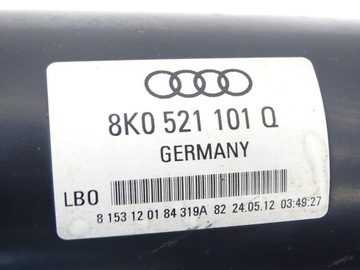 8K0 521 101 Q
GERMANY
LBO
8 153 12 01 84 319A 82 24.05.12 03:49:27